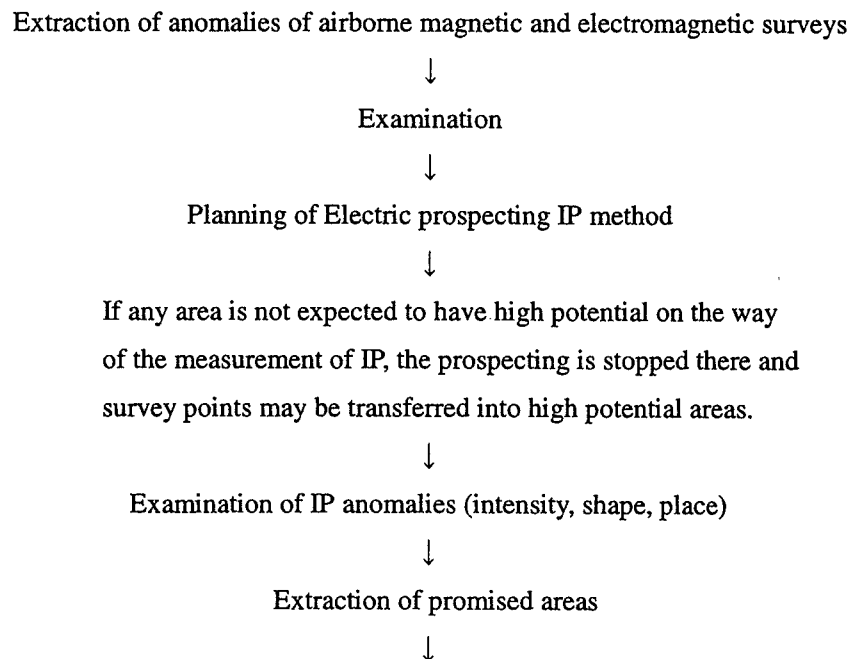 Extraction of anomalies of airborne magnetic and electromagnetic surveys
↓
Examination
↓
Planning of Electric prospecting IP method
↓
If any area is not expected to have high potential on the way
of the measurement of IP, the prospecting is stopped there and
survey points may be transferred into high potential areas.
↓
Examination of IP anomalies (intensity, shape, place)
↓
Extraction of promised areas
↓